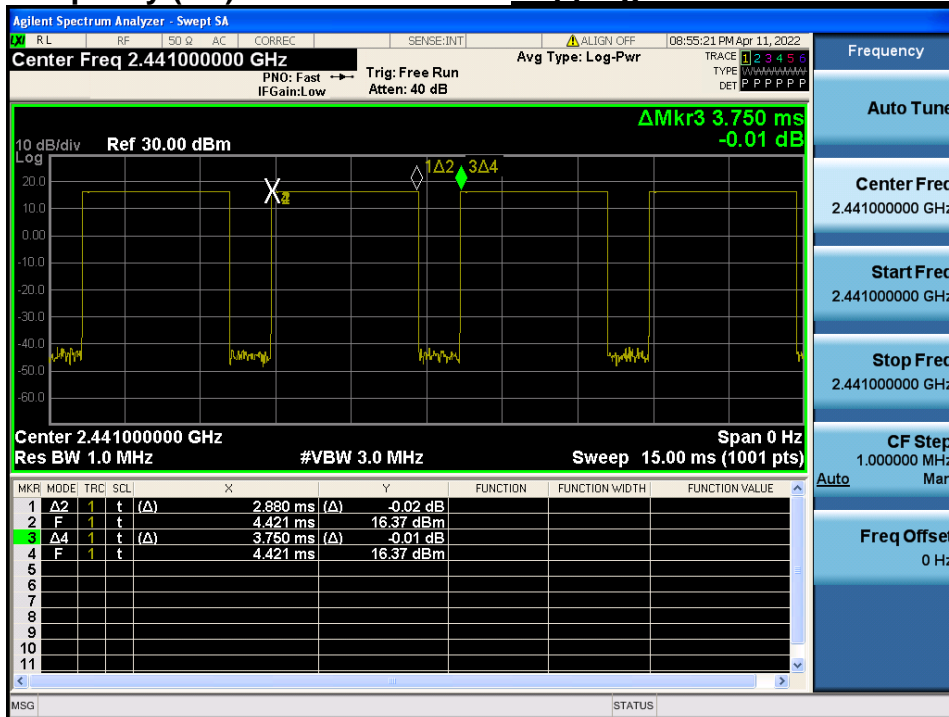 Agilent Spectrum Analyzer - Swept SA
LXI RL RF 50 Ω AC CORREC SENSE:INT ALIGN OFF 08:55:21 PM Apr 11, 2022
Center Freq 2.441000000 GHz Avg Type: Log-Pwr TRACE 1 2 3 4 5 6
PNO: Fast Trig: Free Run TYPE
IFGain:Low Atten: 40 dB DET P P P P P P
ΔMkr3 3.750 ms
-0.01 dB
10 dB/div Ref 30.00 dBm
Log
1Δ2 3Δ4
20.0
10.0
0.00
-10.0
-20.0
-30.0
-40.0
-50.0
-60.0
Center 2.441000000 GHz Span 0 Hz
Res BW 1.0 MHz #VBW 3.0 MHz Sweep 15.00 ms (1001 pts)
MKR MODE TRC SCL X Y FUNCTION FUNCTION WIDTH FUNCTION VALUE
1 Δ2 1 t (Δ) 2.880 ms (Δ) -0.02 dB
2 F 1 t 4.421 ms 16.37 dBm
3 Δ4 1 t (Δ) 3.750 ms (Δ) -0.01 dB
4 F 1 t 4.421 ms 16.37 dBm
5
6
7
8
9
10
11
MSG STATUS
Frequency
Auto Tune
Center Freq
2.441000000 GHz
Start Freq
2.441000000 GHz
Stop Freq
2.441000000 GHz
CF Step
1.000000 MHz
Auto Man
Freq Offset
0 Hz